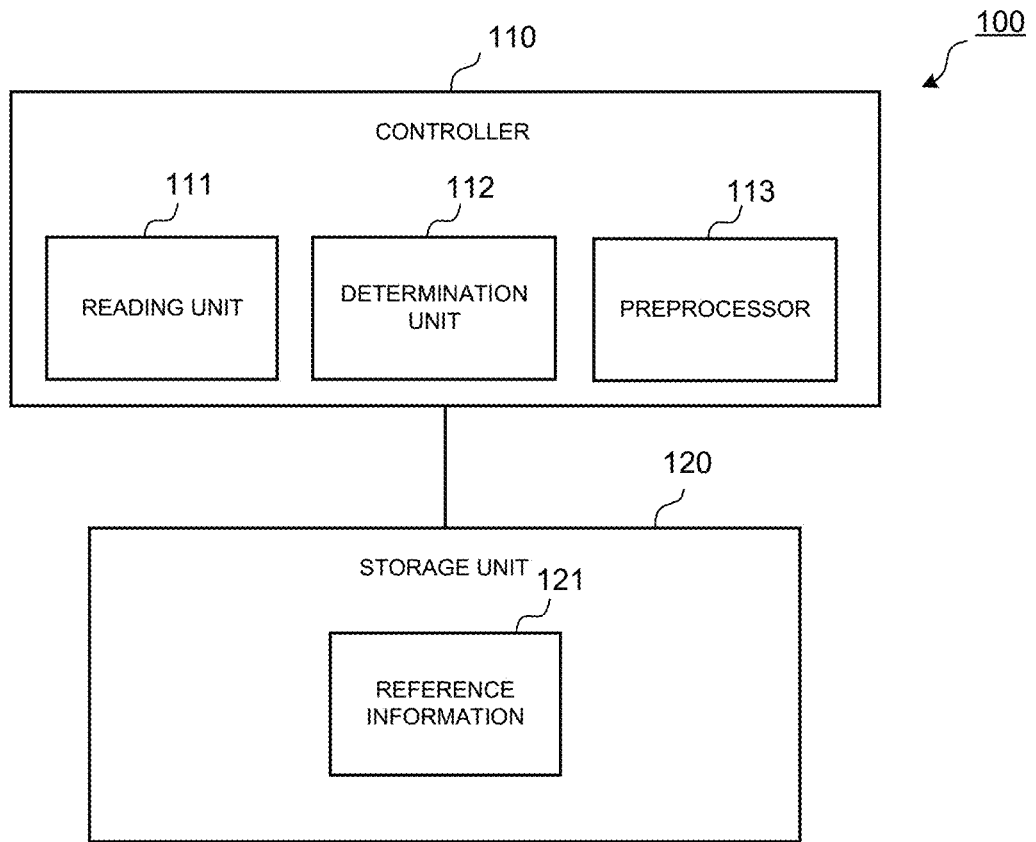 100
110
CONTROLLER
111
112
113
READING UNIT
DETERMINATION
UNIT
PREPROCESSOR
120
STORAGE UNIT
121
REFERENCE
INFORMATION